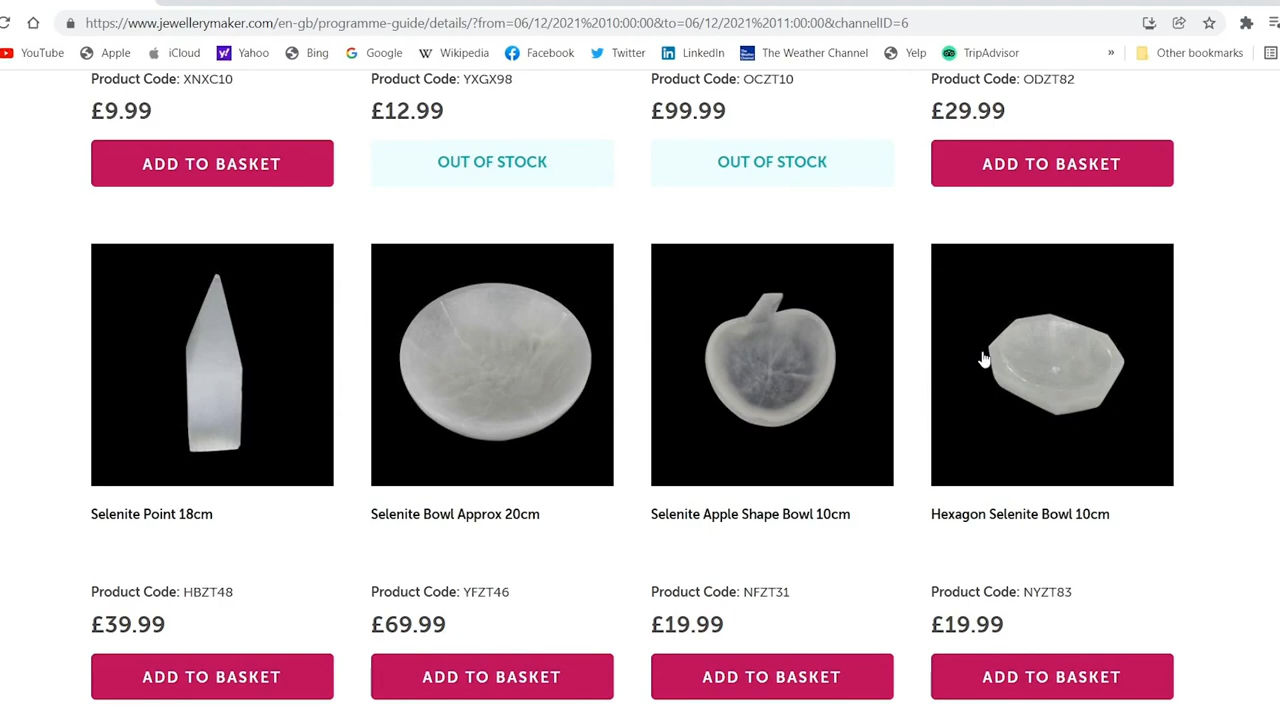 https://www.jewellerymaker.com/en-gb/programme-guide/details/?from=06/12/2021%2010:00:00&to=06/12/2021%2011:00:00&channelID=6
YouTube Apple iCloud Yahoo Bing Google Wikipedia Facebook Twitter LinkedIn The Weather Channel Yelp TripAdvisor » Other bookmarks
Product Code: XNXC10 Product Code: YXGX98 Product Code: OCZT10 Product Code: ODZT82
£9.99 £12.99 £99.99 £29.99
ADD TO BASKET OUT OF STOCK OUT OF STOCK ADD TO BASKET
Selenite Point 18cm Selenite Bowl Approx 20cm Selenite Apple Shape Bowl 10cm Hexagon Selenite Bowl 10cm
Product Code: HBZT48 Product Code: YFZT46 Product Code: NFZT31 Product Code: NYZT83
£39.99 £69.99 £19.99 £19.99
ADD TO BASKET ADD TO BASKET ADD TO BASKET ADD TO BASKET